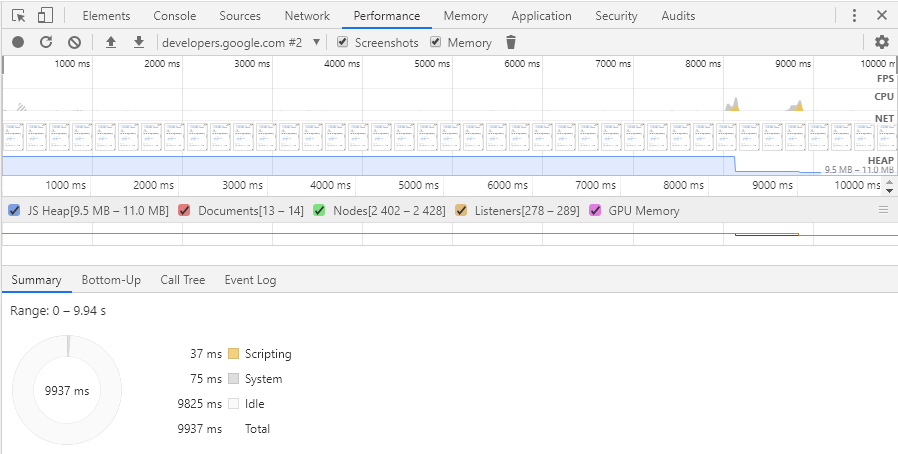 Elements Console Sources Network Performance Memory Application Security Audits
developers.google.com #2 Screenshots Memory
1000 ms 2000 ms 3000 ms 4000 ms 5000 ms 6000 ms 7000 ms 8000 ms 9000 ms 10000 m
FPS
CPU
NET
HEAP
9.5 MB – 11.0 MB
1000 ms 2000 ms 3000 ms 4000 ms 5000 ms 6000 ms 7000 ms 8000 ms 9000 ms 10000 ms
JS Heap[9.5 MB – 11.0 MB] Documents[13 – 14] Nodes[2 402 – 2 428] Listeners[278 – 289] GPU Memory
Summary Bottom-Up Call Tree Event Log
Range: 0 – 9.94 s
37 ms Scripting
75 ms System
9937 ms
9825 ms Idle
9937 ms Total